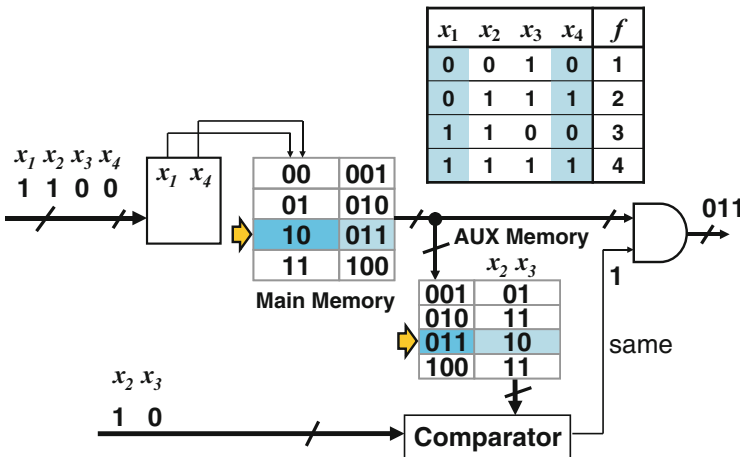 x1 x2 x3 x4 f
0 0 1 0 1
0 1 1 1 2
1 1 0 0 3
1 1 1 1 4
x1 x2 x3 x4
1 1 0 0
x1 x4
00 001
01 010
10 011
11 100
Main Memory
AUX Memory
x2 x3
001 01
010 11
011 10
100 11
011
1
same
x2 x3
1 0
Comparator